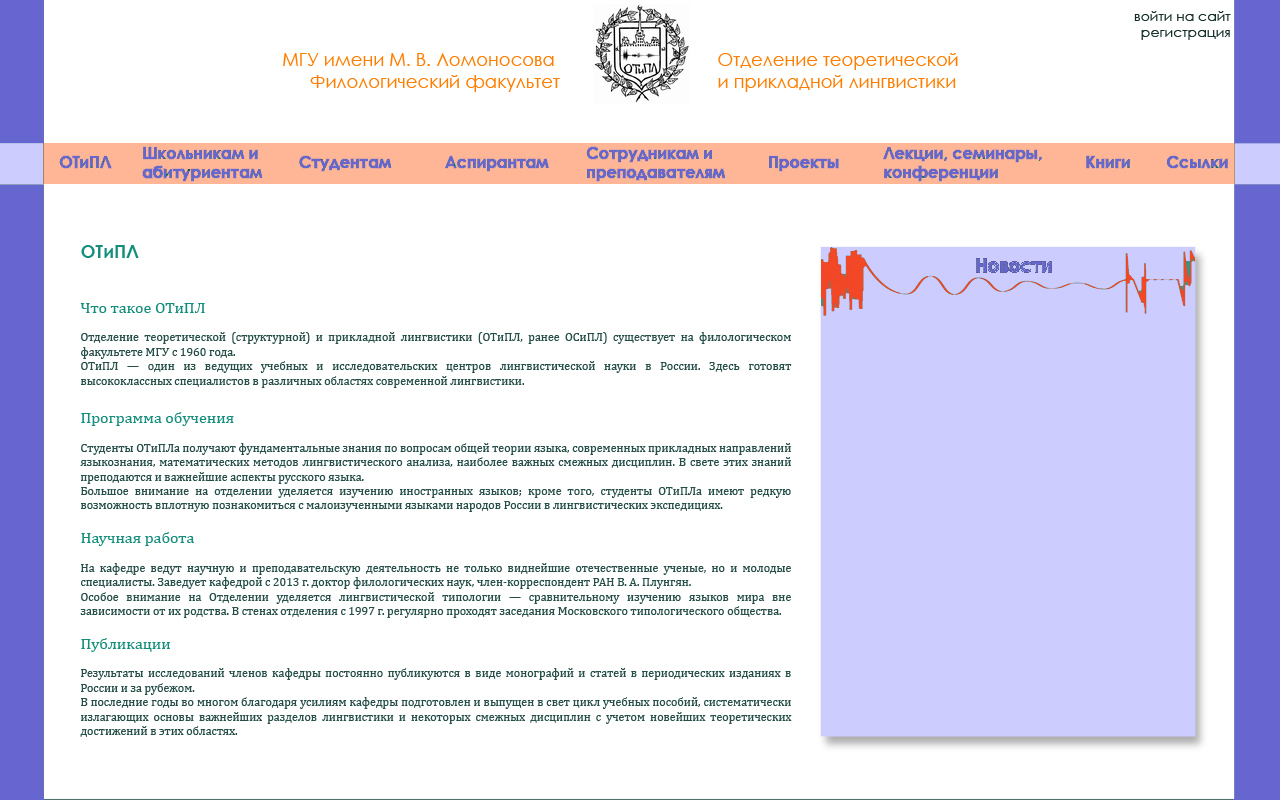 войти на сайт
регистрация
МГУ имени М. В. Ломоносова
Филологический факультет
ОТиПЛ
Отделение теоретической
и прикладной лингвистики
ОТиПЛ
Школьникам и
абитуриентам
Студентам
Аспирантам
Сотрудникам и
преподавателям
Проекты
Лекции, семинары,
конференции
Книги
Ссылки
ОТиПЛ
Что такое ОТиПЛ
Отделение теоретической (структурной) и прикладной лингвистики (ОТиПЛ, ранее ОСиПЛ) существует на филологическом
факультете МГУ с 1960 года.
ОТиПЛ — один из ведущих учебных и исследовательских центров лингвистической науки в России. Здесь готовят
высококлассных специалистов в различных областях современной лингвистики.
Программа обучения
Студенты ОТиПЛа получают фундаментальные знания по вопросам общей теории языка, современных прикладных направлений
языкознания, математических методов лингвистического анализа, наиболее важных смежных дисциплин. В свете этих знаний
преподаются и важнейшие аспекты русского языка.
Большое внимание на отделении уделяется изучению иностранных языков; кроме того, студенты ОТиПЛа имеют редкую
возможность вплотную познакомиться с малоизученными языками народов России в лингвистических экспедициях.
Научная работа
На кафедре ведут научную и преподавательскую деятельность не только виднейшие отечественные ученые, но и молодые
специалисты. Заведует кафедрой с 2013 г. доктор филологических наук, член-корреспондент РАН В. А. Плунгян.
Особое внимание на Отделении уделяется лингвистической типологии — сравнительному изучению языков мира вне
зависимости от их родства. В стенах отделения с 1997 г. регулярно проходят заседания Московского типологического общества.
Публикации
Результаты исследований членов кафедры постоянно публикуются в виде монографий и статей в периодических изданиях в
России и за рубежом.
В последние годы во многом благодаря усилиям кафедры подготовлен и выпущен в свет цикл учебных пособий, систематически
излагающих основы важнейших разделов лингвистики и некоторых смежных дисциплин с учетом новейших теоретических
достижений в этих областях.
Новости